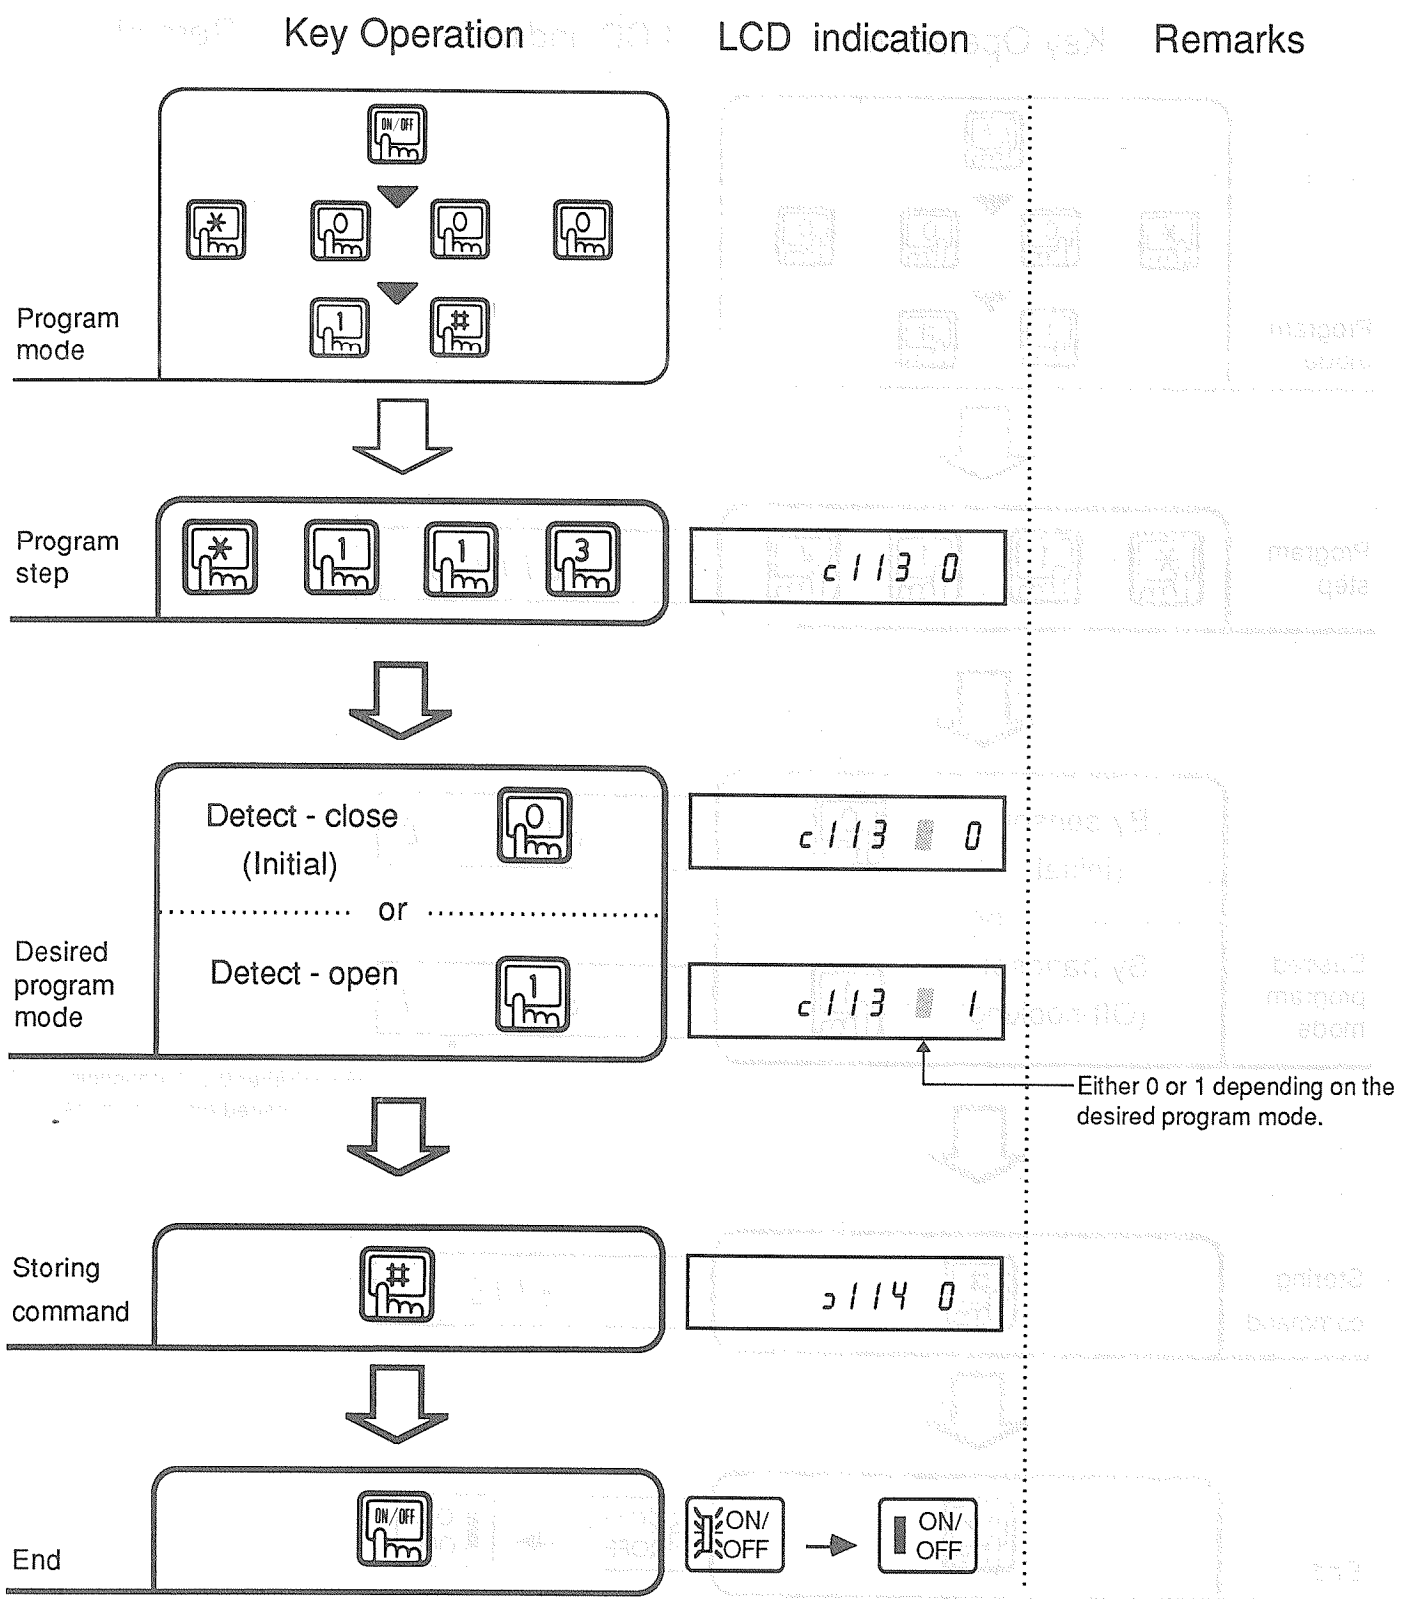 Key Operation LCD indication Remarks
ON/OFF
* 0 0 0
Program
mode
1 #
Program
step
* 1 1 3
c113 0
Detect - close
(Initial)
0
c113 0
or
Desired
program
mode
Detect - open
1
c113 1
Either 0 or 1 depending on the
desired program mode.
Storing
command
#
ɔ114 0
End
ON/OFF
ON/
OFF
ON/
OFF